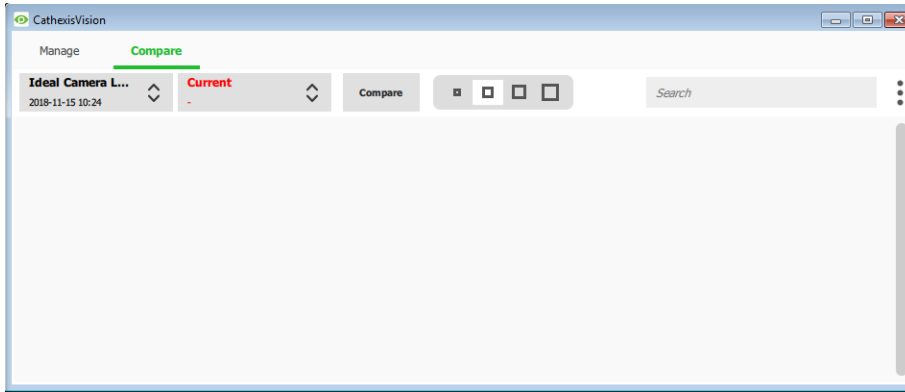 CathexisVision
Manage Compare
Ideal Camera L... Current
2018-11-15 10:24 -
Compare
Search